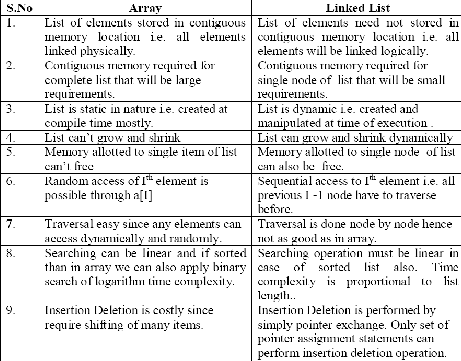 S.No Array Linked List
1. List of elements stored in contiguous List of elements need not stored in
memory location i.e. all elements contiguous memory location i.e. all
linked physically. elements will be linked logically.
2. Contiguous memory required for Contiguous memory required for
complete list that will be large single node of list that will be small
requirements. requirements.
3. List is static in nature i.e. created at List is dynamic i.e. created and
compile time mostly. manipulated at time of execution .
4. List can't grow and shrink List can grow and shrink dynamically
5. Memory allotted to single item of list Memory allotted to single node of list
can't free can also be free.
6. Random access of Ith element is Sequential access to Ith element i.e. all
possible through a[I] previous I -1 node have to traverse
before.
7. Traversal easy since any elements can Traversal is done node by node hence
access dynamically and randomly. not as good as in array.
8. Searching can be linear and if sorted Searching operation must be linear in
than in array we can also apply binary case of sorted list also. Time
search of logarithm time complexity. complexity is proportional to list
length..
9. Insertion Deletion is costly since Insertion Deletion is performed by
require shifting of many items. simply pointer exchange. Only set of
pointer assignment statements can
perform insertion deletion operation.